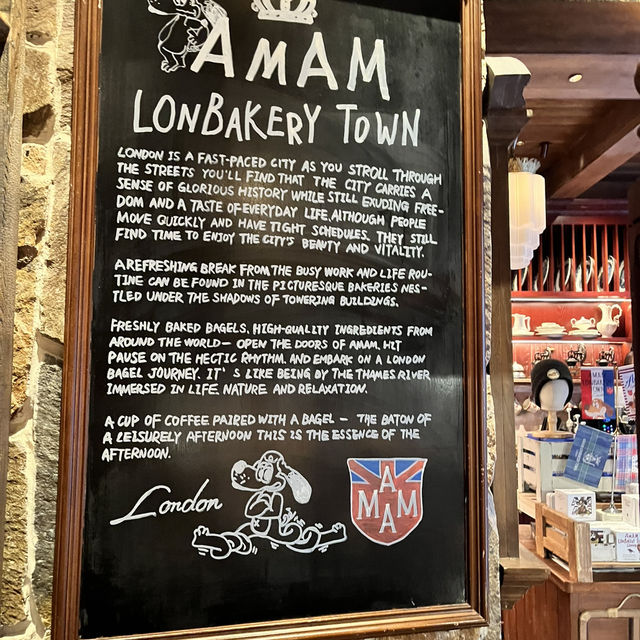 AMAM
LONBAKERY TOWN
LONDON IS A FAST-PACED CITY AS YOU STROLL THROUGH
THE STREETS YOU'LL FIND THAT THE CITY CARRIES A
SENSE OF GLORIOUS HISTORY WHILE STILL EXUDING FREE-
DOM AND A TASTE OF EVERYDAY LIFE, ALTHOUGH PEOPLE
MOVE QUICKLY AND HAVE TIGHT SCHEDULES. THEY STILL
FIND TIME TO ENJOY THE CITY'S BEAUTY AND VITALITY.
A REFRESHING BREAK FROM THE BUSY WORK AND LIFE ROU-
TINE CAN BE FOUND IN THE PICTURESQUE BAKERIES NES-
TLED UNDER THE SHADOWS OF TOWERING BUILDINGS.
FRESHLY BAKED BAGELS, HIGH-QUALITY INGREDIENTS FROM
AROUND THE WORLD — OPEN THE DOORS OF AMAM, HIT
PAUSE ON THE HECTIC RHYTHM, AND EMBARK ON A LONDON
BAGEL JOURNEY. IT'S LIKE BEING BY THE THAMES RIVER
IMMERSED IN LIFE, NATURE AND RELAXATION.
A CUP OF COFFEE PAIRED WITH A BAGEL — THE BATON OF
A LEISURELY AFTERNOON THIS IS THE ESSENCE OF THE
AFTERNOON.
London
A
MAM
A